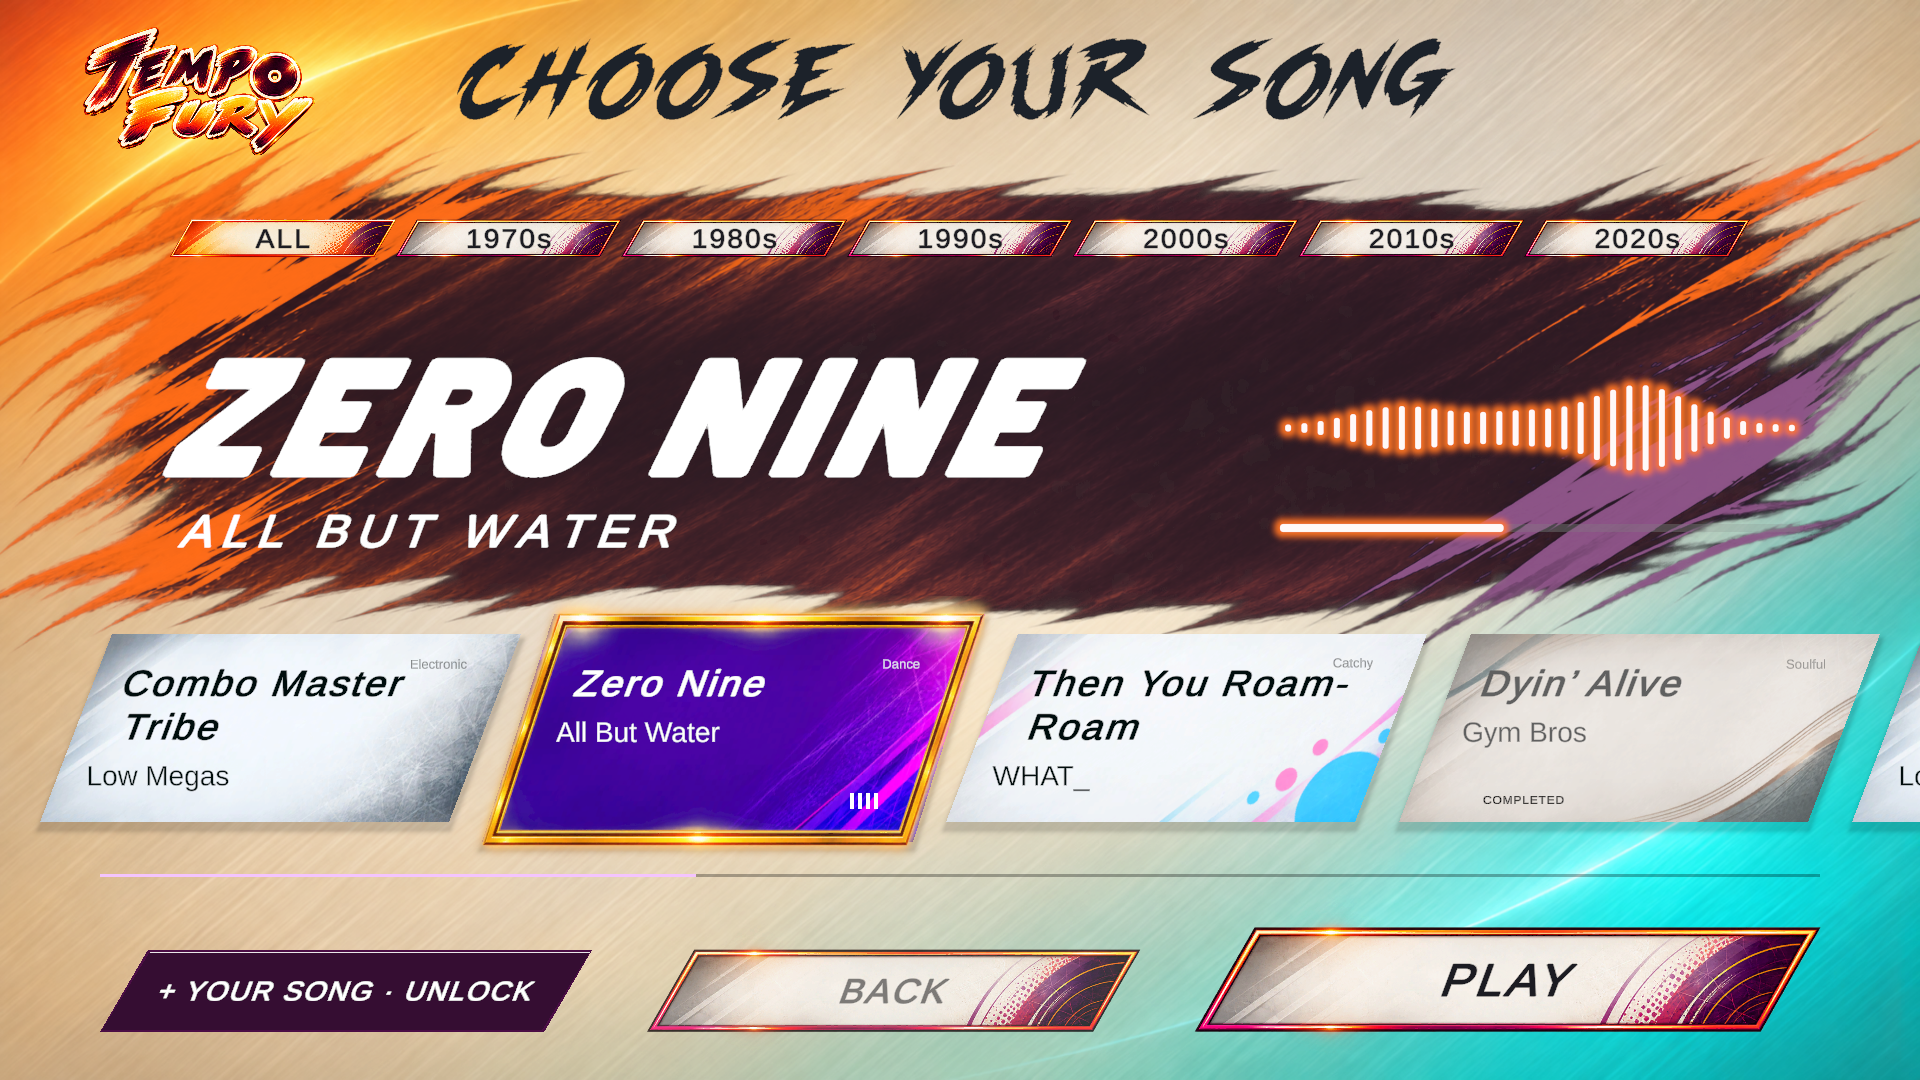 TEMPO
FURY
CHOOSE YOUR SONG
ALL
1970s
1980s
1990s
2000s
2010s
2020s
ZERO NINE
ALL BUT WATER
Electronic
Combo Master
Tribe
Low Megas
Dance
Zero Nine
All But Water
Catchy
Then You Roam-
Roam
WHAT_
Soulful
Dyin’ Alive
Gym Bros
COMPLETED
Lo
+ YOUR SONG · UNLOCK
BACK
PLAY